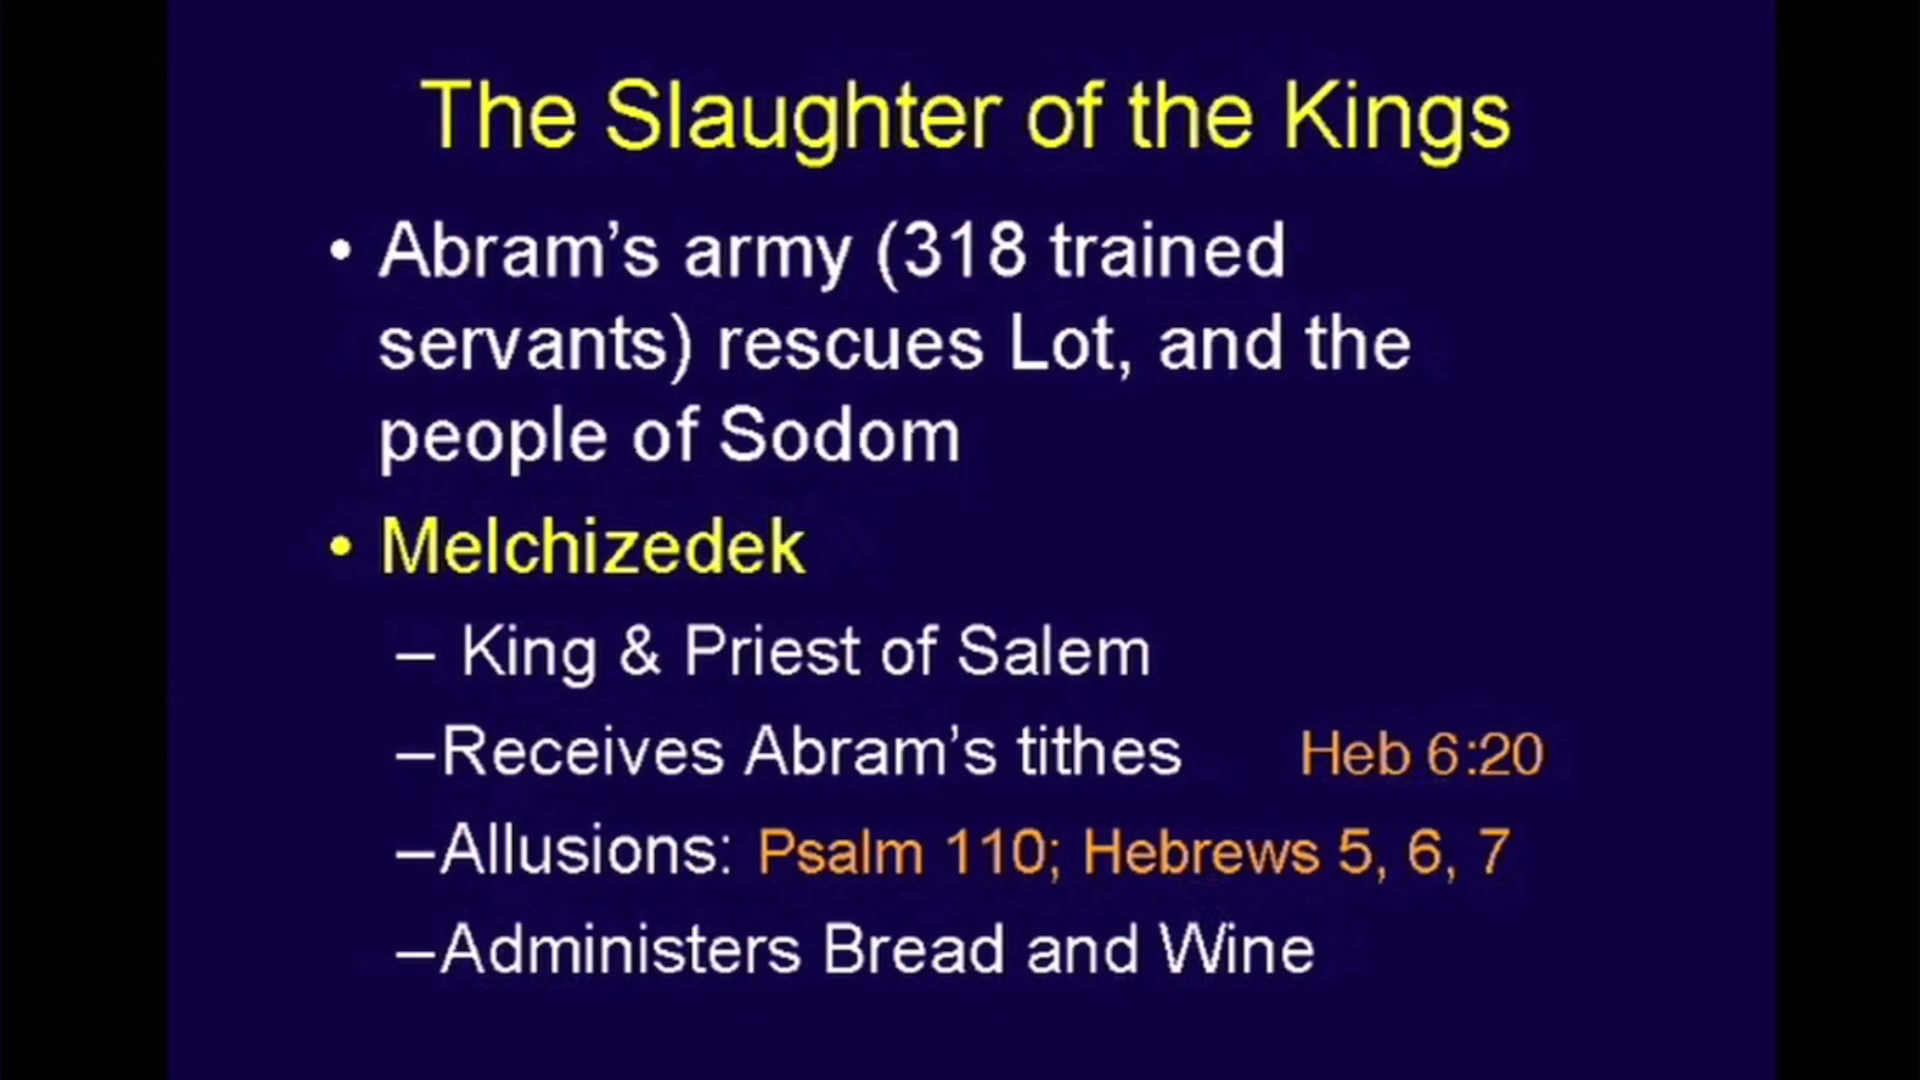 The Slaughter of the Kings
• Abram's army (318 trained
servants) rescues Lot, and the
people of Sodom
• Melchizedek
– King & Priest of Salem
–Receives Abram's tithes Heb 6:20
–Allusions: Psalm 110; Hebrews 5, 6, 7
–Administers Bread and Wine